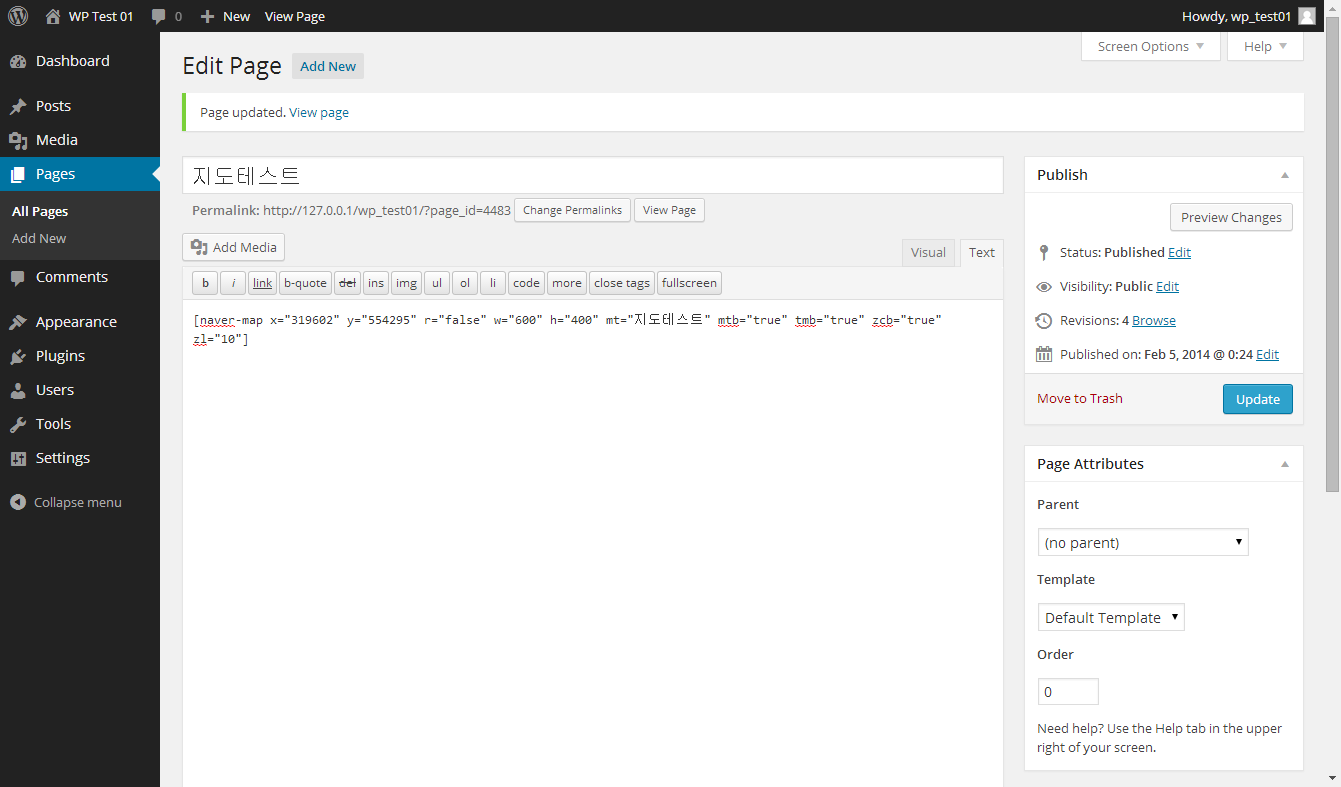 WP Test 01 0 New View Page Howdy, wp_test01
Screen Options Help
Dashboard
Posts
Media
Pages
All Pages
Add New
Comments
Appearance
Plugins
Users
Tools
Settings
Collapse menu
Edit Page Add New
Page updated. View page
지도테스트
Permalink: http://127.0.0.1/wp_test01/?page_id=4483 Change Permalinks View Page
Add Media
Visual Text
b i link b-quote del ins img ul ol li code more close tags fullscreen
[naver-map x="319602" y="554295" r="false" w="600" h="400" mt="지도테스트" mtb="true" tmb="true" zcb="true"
zl="10"]
Publish
Preview Changes
Status: Published Edit
Visibility: Public Edit
Revisions: 4 Browse
Published on: Feb 5, 2014 @ 0:24 Edit
Move to Trash Update
Page Attributes
Parent
(no parent)
Template
Default Template
Order
0
Need help? Use the Help tab in the upper
right of your screen.